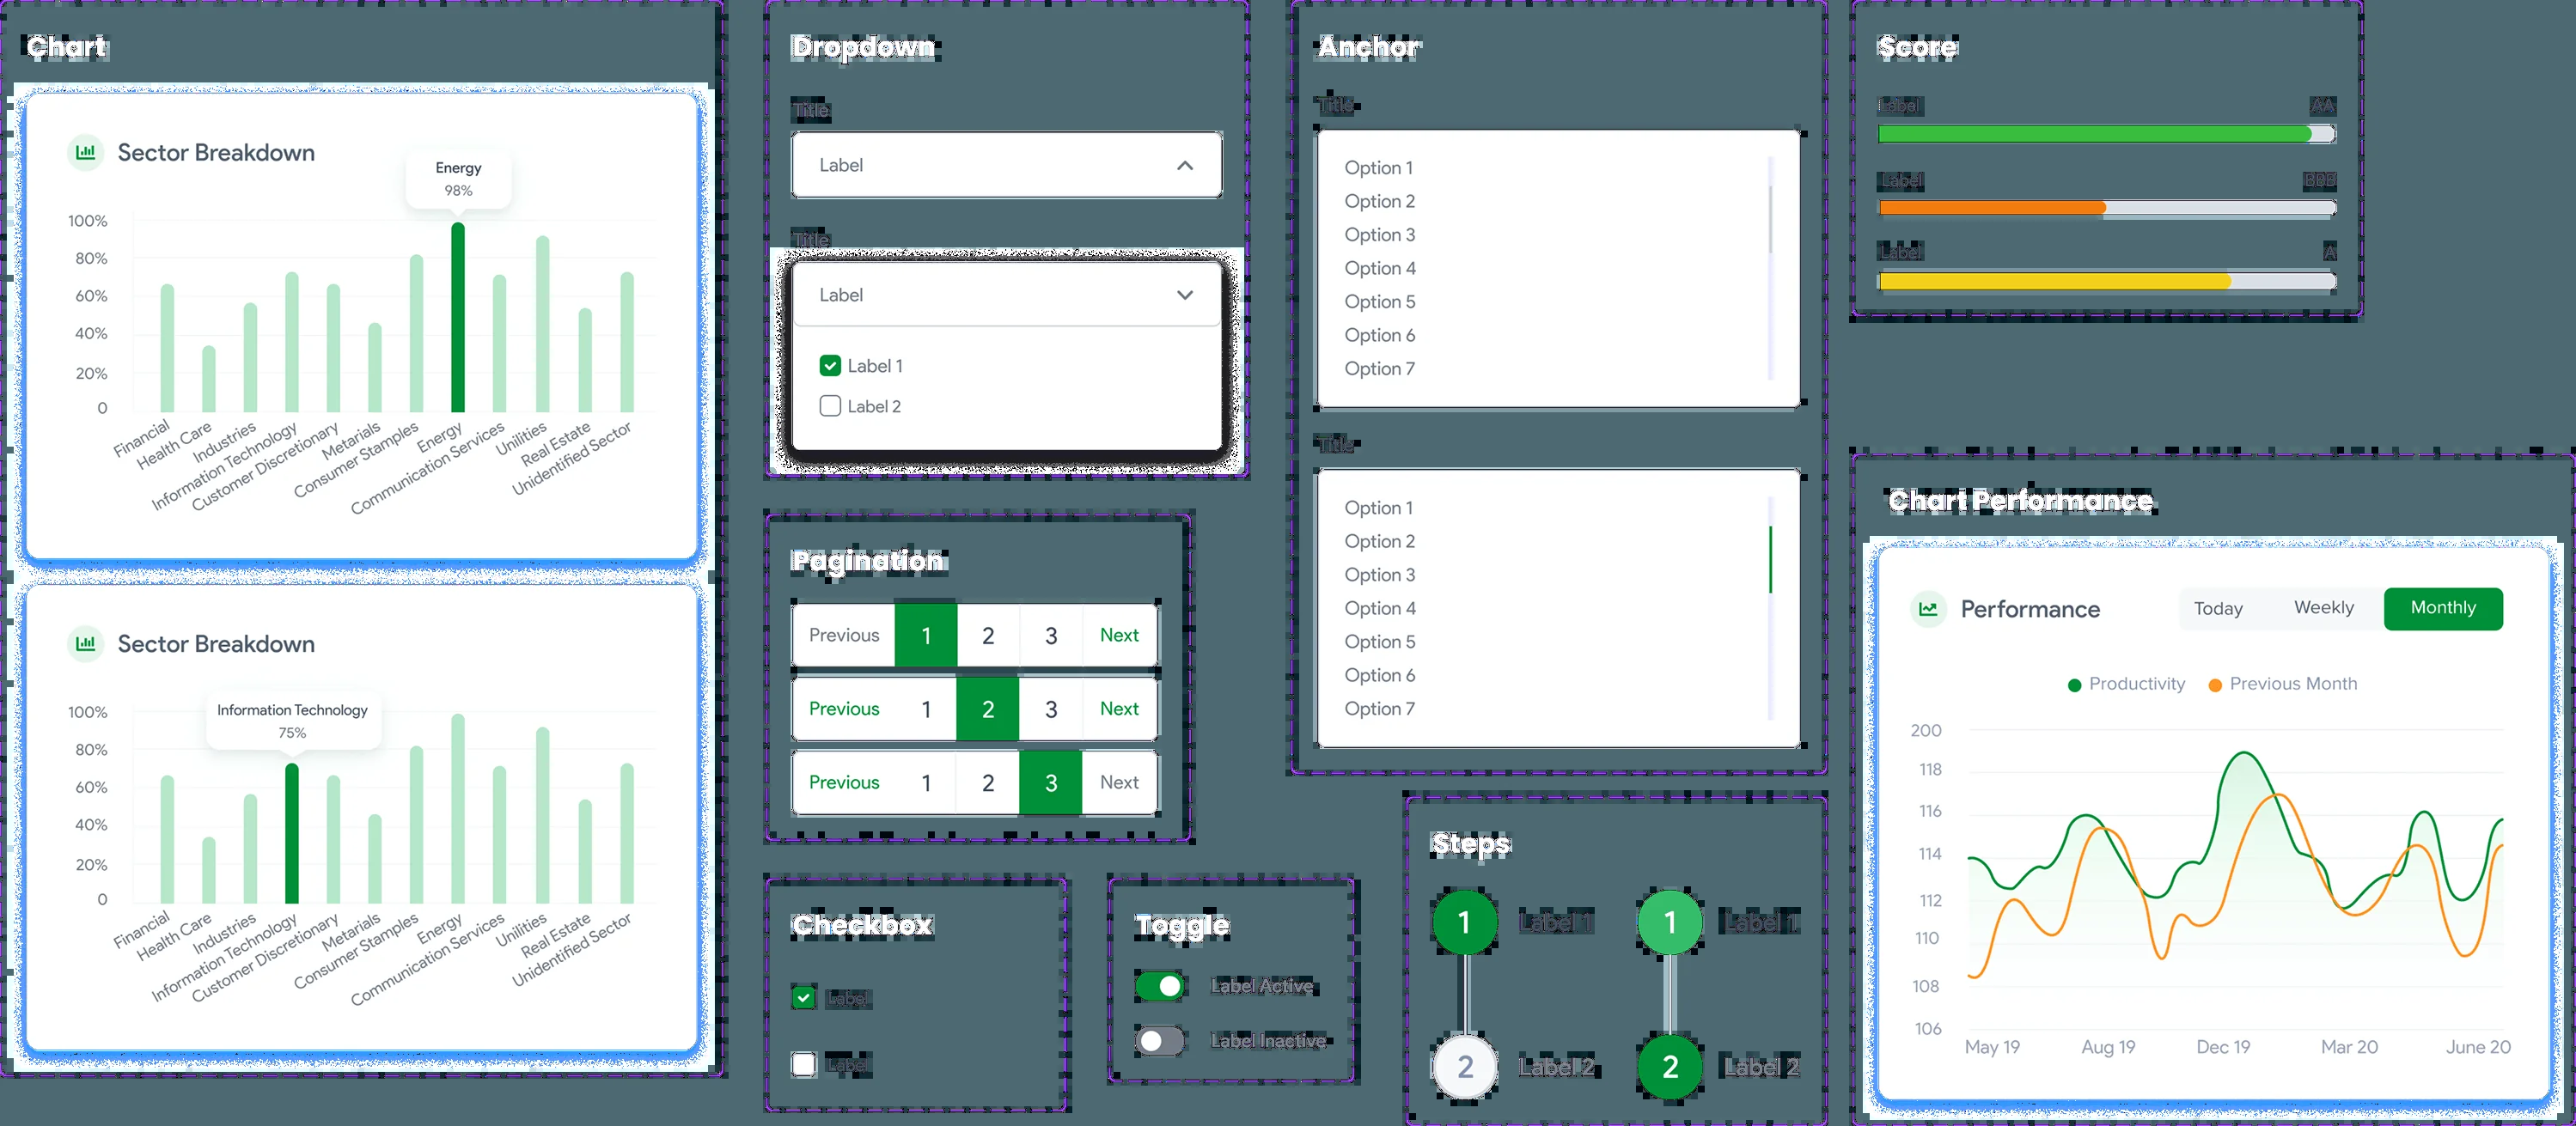 Chart
Sector Breakdown
Energy
98%
100%
80%
60%
40%
20%
0
Financial
Health Care
Industries
Information Technology
Customer Discretionary
Metarials
Consumer Stamples
Energy
Communication Services
Unilities
Real Estate
Unidentified Sector
Sector Breakdown
Information Technology
75%
100%
80%
60%
40%
20%
0
Financial
Health Care
Industries
Information Technology
Customer Discretionary
Metarials
Consumer Stamples
Energy
Communication Services
Unilities
Real Estate
Unidentified Sector
Dropdown
Title
Label
Title
Label
Label 1
Label 2
Pagination
Previous 1 2 3 Next
Previous 1 2 3 Next
Previous 1 2 3 Next
Checkbox
Label
Label
Toggle
Label Active
Label Inactive
Anchor
Title
Option 1
Option 2
Option 3
Option 4
Option 5
Option 6
Option 7
Title
Option 1
Option 2
Option 3
Option 4
Option 5
Option 6
Option 7
Steps
1 Label 1
2 Label 2
1 Label 1
2 Label 2
Score
Label AA
Label BBB
Label A
Chart Performance
Performance
Today Weekly Monthly
Productivity Previous Month
200
118
116
114
112
110
108
106
May 19 Aug 19 Dec 19 Mar 20 June 20